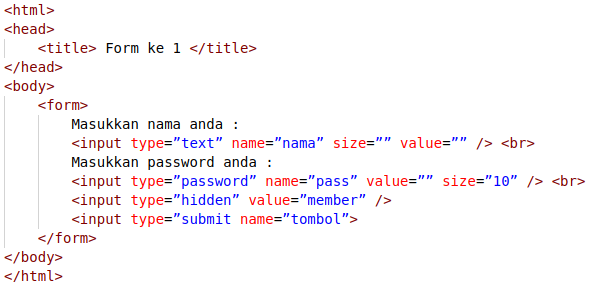 <html>
<head>
<title> Form ke 1 </title>
</head>
<body>
<form>
Masukkan nama anda :
<input type=”text” name=”nama” size=”” value=”” /> <br>
Masukkan password anda :
<input type=”password” name=”pass” value=”” size=”10” /> <br>
<input type=”hidden” value=”member” />
<input type=”submit name=”tombol”>
</form>
</body>
</html>